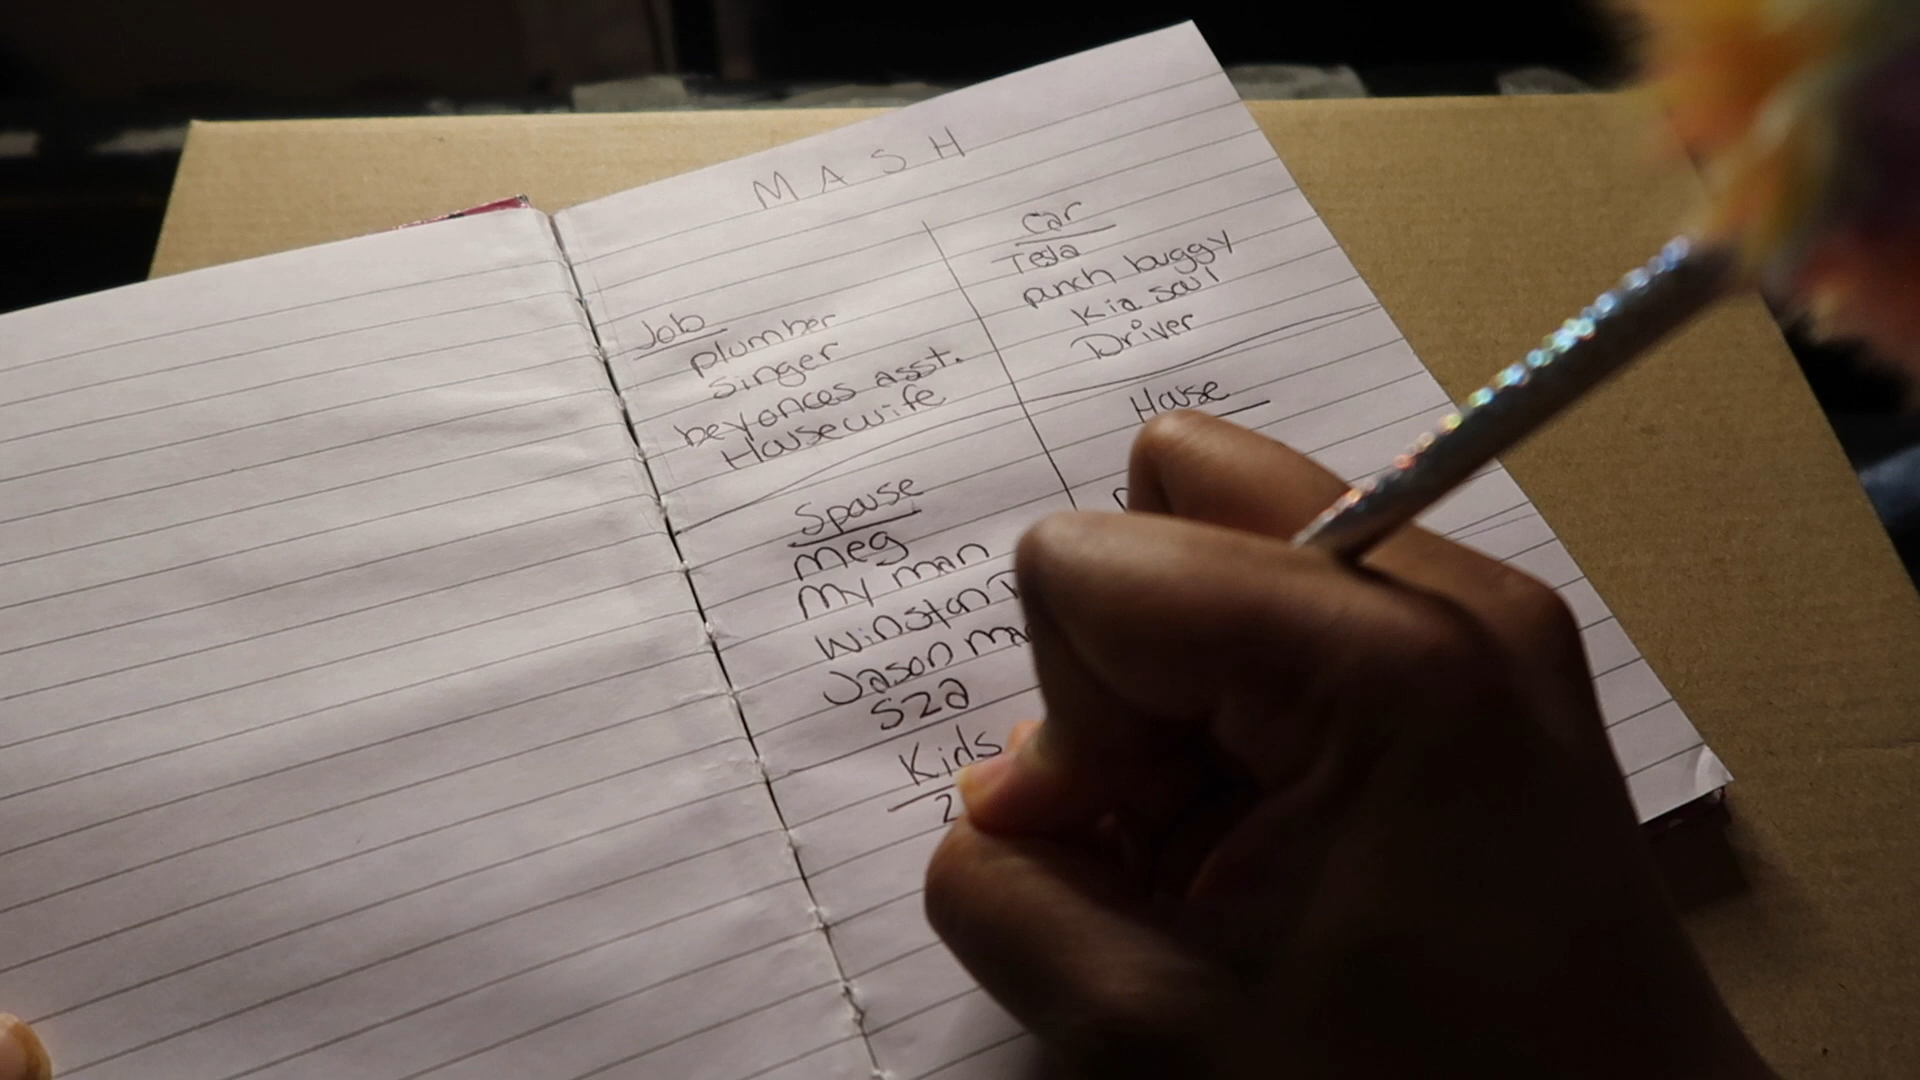 M A S H
Job
plumber
singer
beyonces asst.
Housewife
Car
Tesla
punch buggy
Kia soul
Driver
Spouse
meg
my man
Winston
Jason
SZA
House
Kids
2